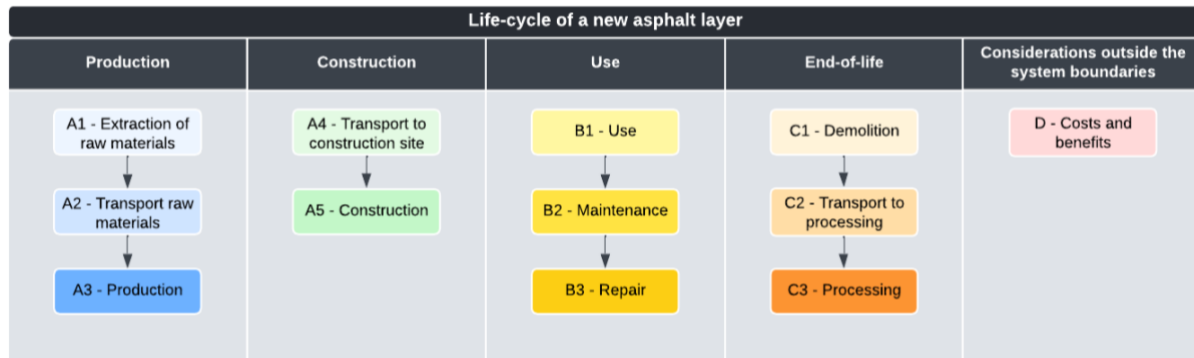 Life-cycle of a new asphalt layer
Production
Construction
Use
End-of-life
Considerations outside the
system boundaries
A1 - Extraction of
raw materials
A2 - Transport raw
materials
A3 - Production
A4 - Transport to
construction site
A5 - Construction
B1 - Use
B2 - Maintenance
B3 - Repair
C1 - Demolition
C2 - Transport to
processing
C3 - Processing
D - Costs and
benefits